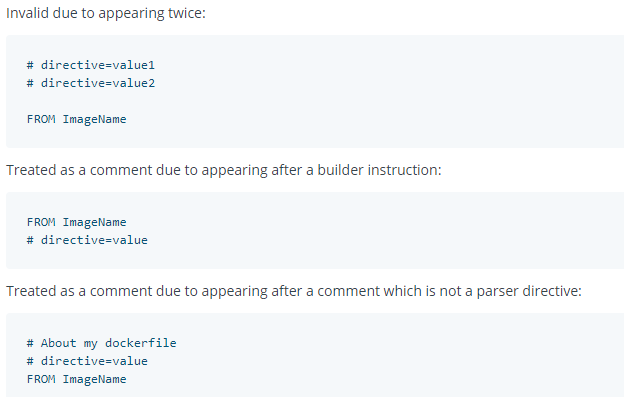 Invalid due to appearing twice:
# directive=value1
# directive=value2
FROM ImageName
Treated as a comment due to appearing after a builder instruction:
FROM ImageName
# directive=value
Treated as a comment due to appearing after a comment which is not a parser directive:
# About my dockerfile
# directive=value
FROM ImageName